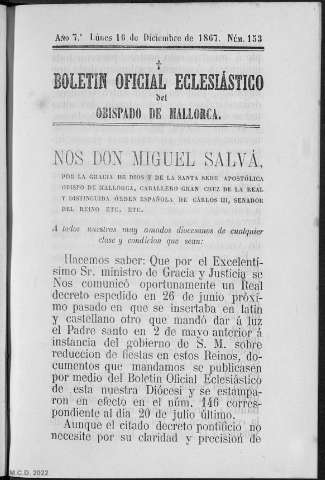 Año 7.º Lúnes 16 de Diciembre de 1867. Núm. 153
BOLETIN OFICIAL ECLESIÁSTICO
del
OBISPADO DE MALLORCA.
NOS DON MIGUEL SALVÁ,
POR LA GRACIA DE DIOS Y DE LA SANTA SEDE APOSTÓLICA
OBISPO DE MALLORCA, CABALLERO GRAN CRUZ DE LA REAL
Y DISTINGUIDA ÓRDEN ESPAÑOLA DE CÁRLOS III, SENADOR
DEL REINO ETC. ETC.
A todos nuestros muy amados diocesanos de cualquier
clase y condicion que sean:
Hacemos saber: Que por el Excelentí-
simo Sr. ministro de Gracia y Justicia se
Nos comunicó oportunamente un Real
decreto espedido en 26 de junio próxi-
mo pasado en que se insertaba en latin
y castellano otro que mandó dar á luz
el Padre santo en 2 de mayo anterior á
instancia del gobierno de S. M. sobre
reduccion de fiestas en estos Reinos, do-
cumentos que mandamos se publicasen
por medio del Boletin Oficial Eclesiástico
de esta nuestra Diócesi y se estampa-
ron en efecto en el núm. 146 corres-
pondiente al dia 20 de julio último.
Aunque el citado decreto pontificio no
necesite por su claridad y precision de
M.C.D. 2022